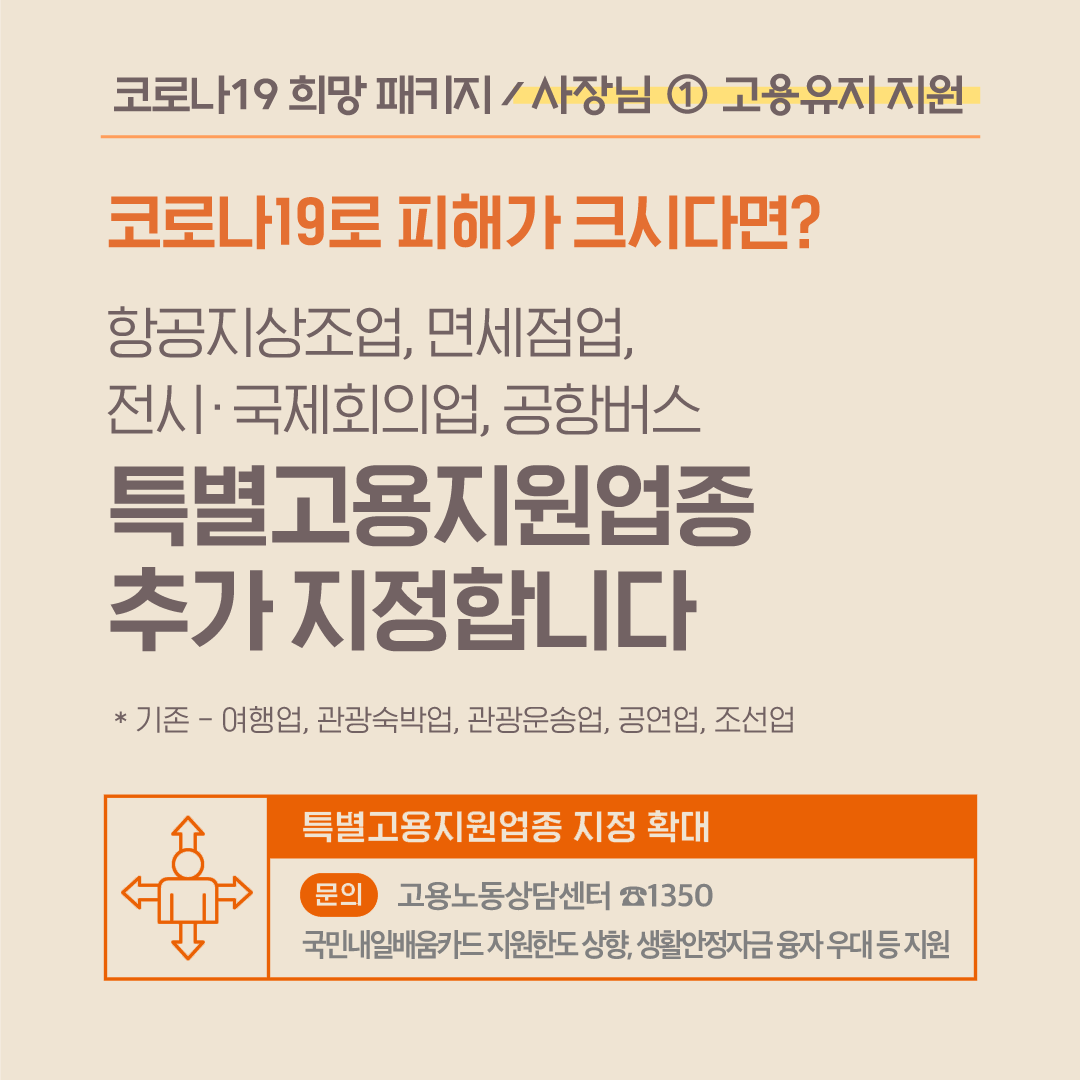 코로나19 희망 패키지 / 사장님 ① 고용유지 지원
코로나19로 피해가 크시다면?
항공지상조업, 면세점업,
전시·국제회의업, 공항버스
특별고용지원업종
추가 지정합니다
* 기존 - 여행업, 관광숙박업, 관광운송업, 공연업, 조선업
특별고용지원업종 지정 확대
문의 고용노동상담센터 ☎1350
국민내일배움카드 지원한도 상향, 생활안정자금 융자 우대 등 지원